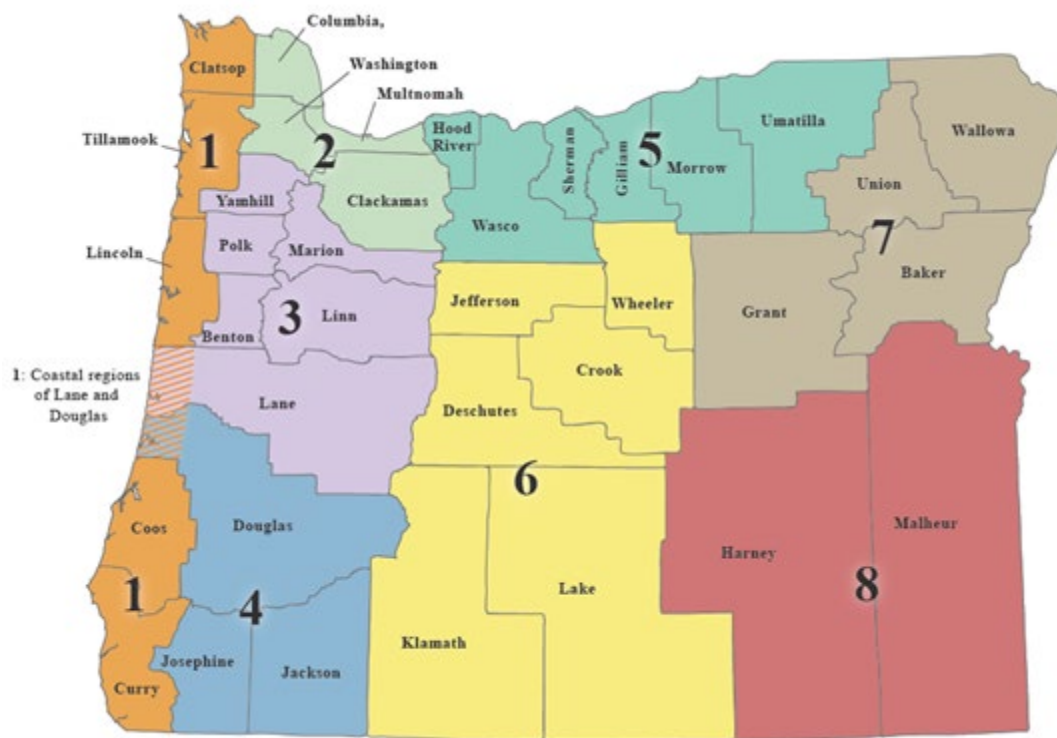 Columbia,
Clatsop
Washington
Multnomah
Tillamook
1
2
Hood
River
Sherman
Gilliam
5
Morrow
Umatilla
Wallowa
Union
Yamhill
Clackamas
Wasco
7
Polk
Marion
Lincoln
Baker
Jefferson
Wheeler
Grant
Benton
3
Linn
1: Coastal regions
of Lane and
Douglas
Lane
Crook
Deschutes
6
Coos
Douglas
Malheur
Harney
1
4
Lake
8
Klamath
Josephine
Jackson
Curry